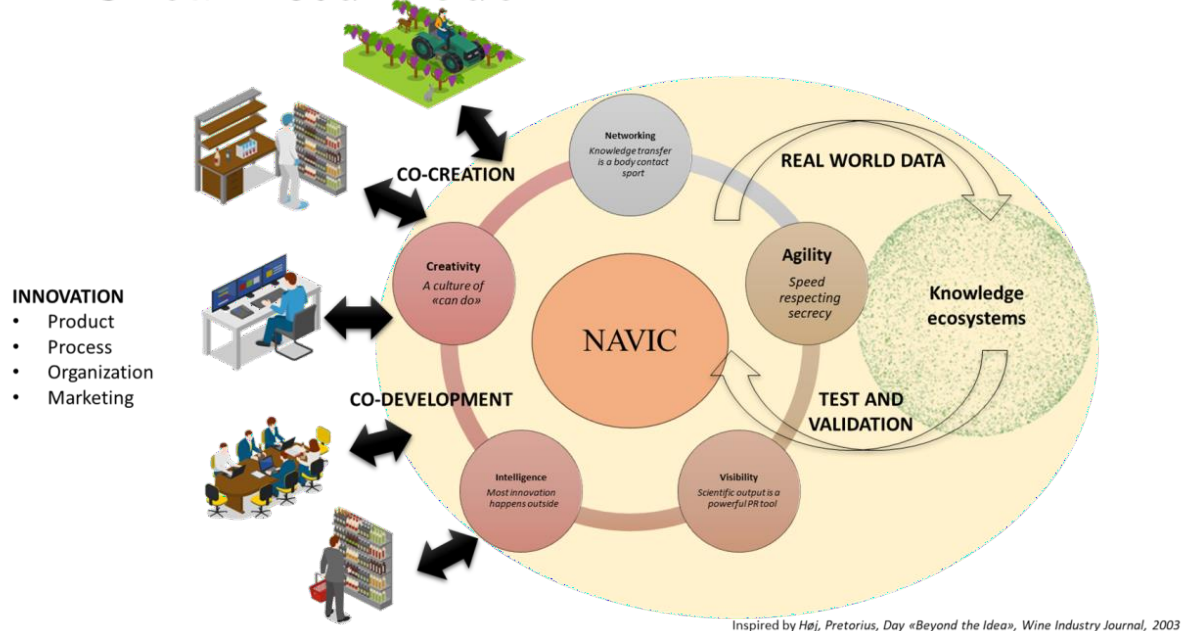 Networking
Knowledge transfer
is a body contact
sport
REAL WORLD DATA
CO-CREATION
Creativity
A culture of
«can do»
Agility
Speed
respecting
secrecy
Knowledge
ecosystems
INNOVATION
• Product
• Process
• Organization
• Marketing
NAVIC
CO-DEVELOPMENT
TEST AND
VALIDATION
Intelligence
Most innovation
happens outside
Visibility
Scientific output is a
powerful PR tool
Inspired by Høj, Pretorius, Day «Beyond the Idea», Wine Industry Journal, 2003